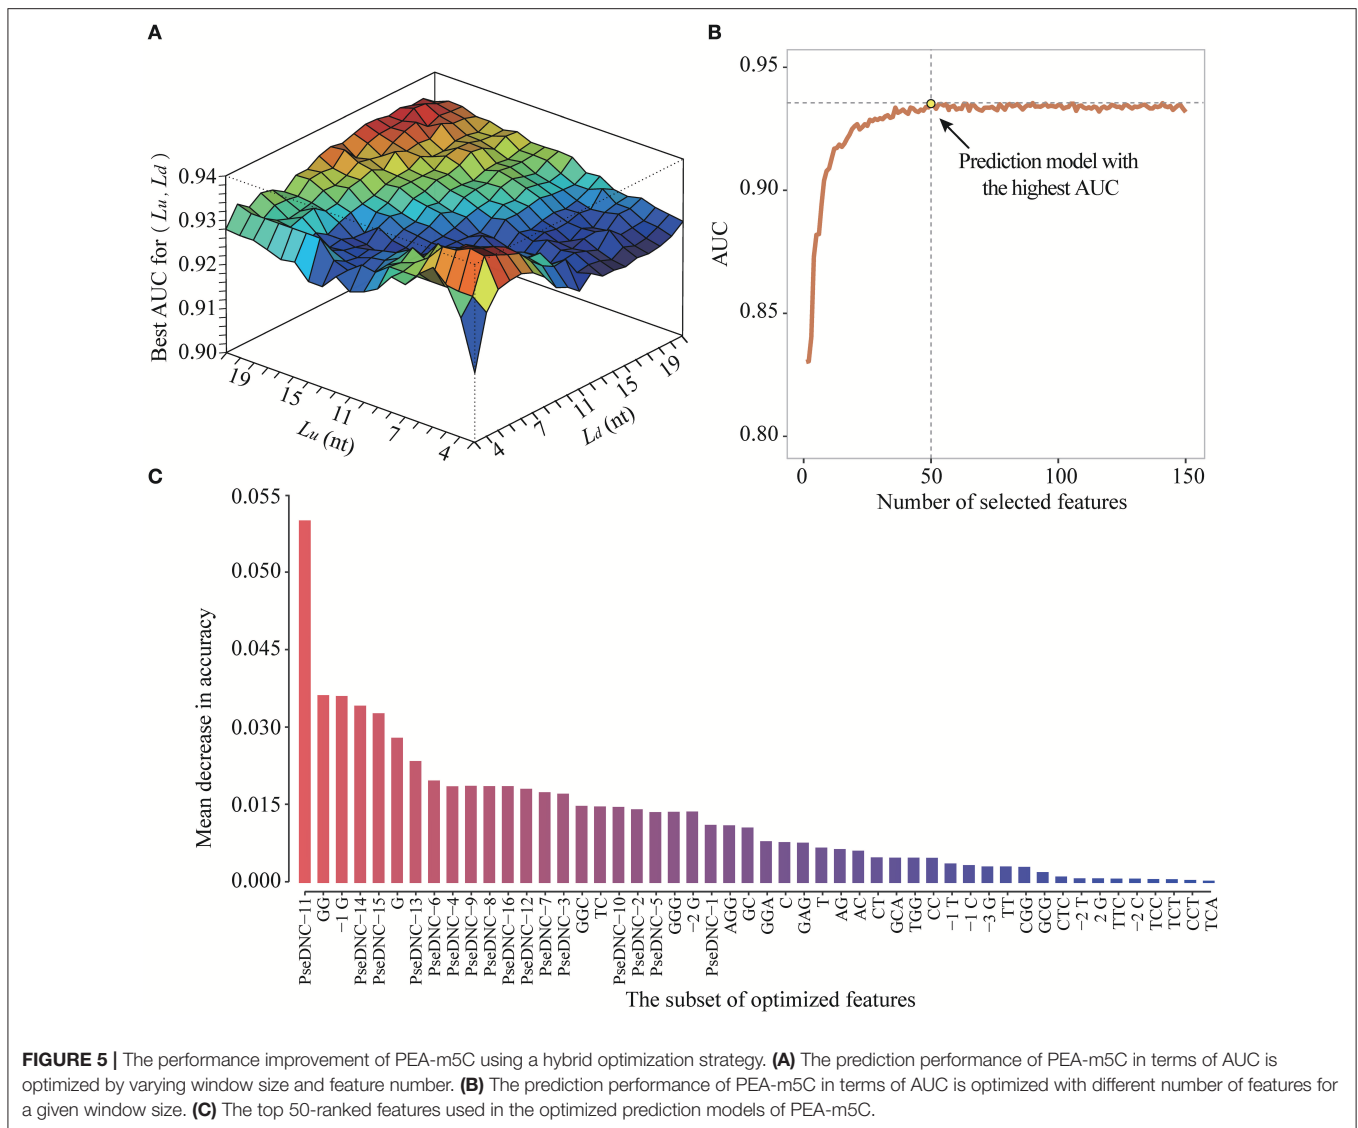 A
0.94
0.93
0.92
0.91
0.90
Best AUC for ( Lu , Ld )
19
15
11
7
4
Lu (nt)
4
7
11
15
19
Ld (nt)
B
0.95
0.90
0.85
0.80
AUC
Prediction model with
the highest AUC
0
50
100
150
Number of selected features
C
0.055
0.050
0.045
0.030
0.015
0.000
Mean decrease in accuracy
PseDNC−11
GG
−1 G
PseDNC−14
PseDNC−15
G
PseDNC−13
PseDNC−6
PseDNC−4
PseDNC−9
PseDNC−8
PseDNC−16
PseDNC−12
PseDNC−7
PseDNC−3
GGC
TC
PseDNC−10
PseDNC−2
PseDNC−5
GGG
−2 G
PseDNC−1
AGG
GC
GGA
C
GAG
T
AG
AC
CT
GCA
TGG
CC
−1 T
−1 C
−3 G
TT
CGG
GCG
CTC
−2 T
2 G
TTC
−2 C
TCC
TCT
CCT
TCA
The subset of optimized features
FIGURE 5 | The performance improvement of PEA-m5C using a hybrid optimization strategy. (A) The prediction performance of PEA-m5C in terms of AUC is
optimized by varying window size and feature number. (B) The prediction performance of PEA-m5C in terms of AUC is optimized with different number of features for
a given window size. (C) The top 50-ranked features used in the optimized prediction models of PEA-m5C.